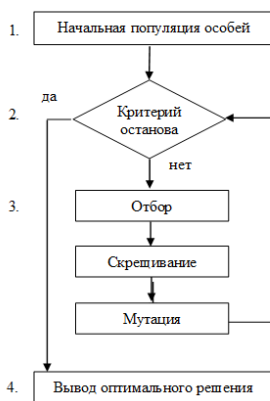 1. Начальная популяция особей
да
2. Критерий
останова
нет
3. Отбор
Скрещивание
Мутация
4. Вывод оптимального решения